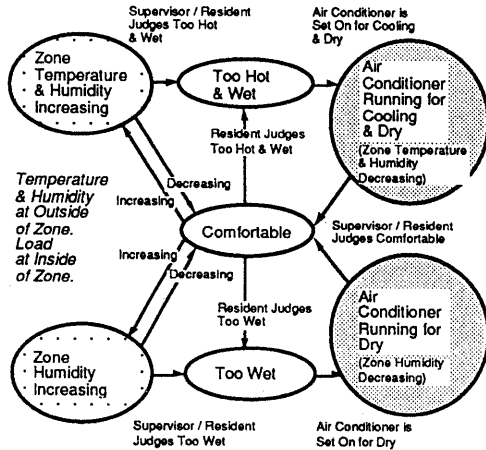 Supervisor / Resident
Judges Too Hot
& Wet
Air Conditioner is
Set On for Cooling
& Dry
Zone
Temperature
& Humidity
Increasing
Too Hot
& Wet
Air
Conditioner
Running for
Cooling
& Dry
(Zone Temperature
& Humidity
Decreasing)
Resident Judges
Too Hot & Wet
Temperature
& Humidity
at Outside
of Zone.
Load
at Inside
of Zone.
Decreasing
Increasing
Comfortable
Supervisor / Resident
Judges Comfortable
Increasing
Decreasing
Resident Judges
Too Wet
Air
Conditioner
Running for
Dry
(Zone Humidity
Decreasing)
Zone
Humidity
Increasing
Too Wet
Supervisor / Resident
Judges Too Wet
Air Conditioner is
Set On for Dry